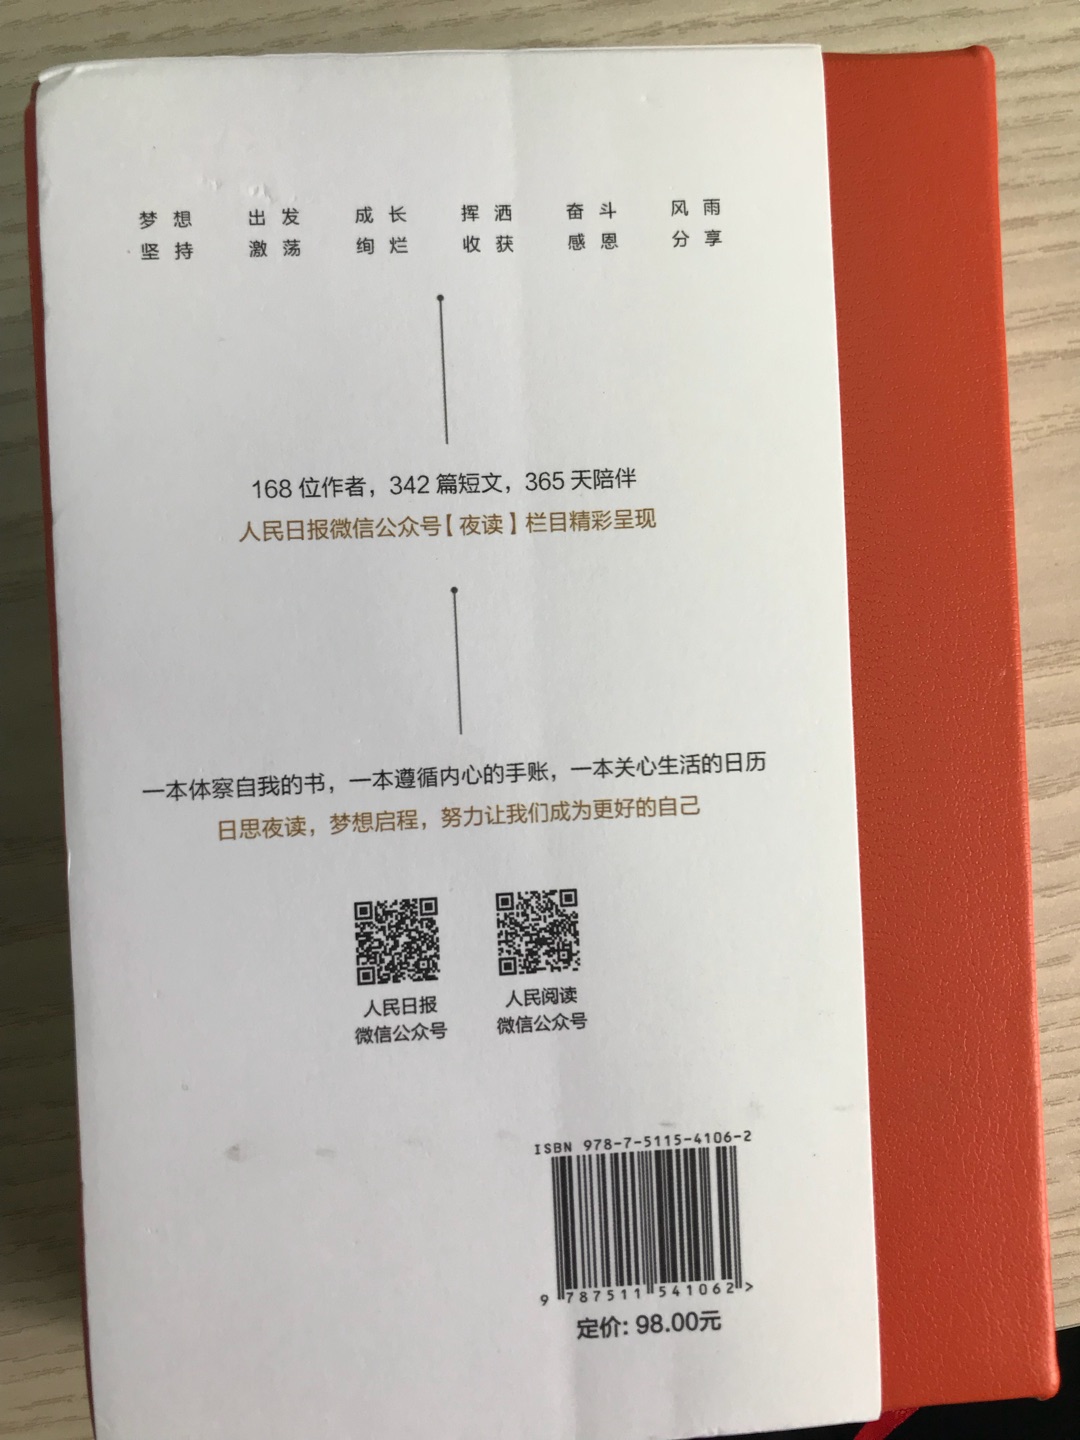 梦想 出发 成长 挥洒 奋斗 风雨
坚持 激荡 绚烂 收获 感恩 分享
168 位作者，342 篇短文，365 天陪伴
人民日报微信公众号【夜读】栏目精彩呈现
一本体察自我的书，一本遵循内心的手账，一本关心生活的日历
日思夜读，梦想启程，努力让我们成为更好的自己
人民日报
微信公众号
人民阅读
微信公众号
ISBN 978-7-5115-4106-2
9 787511 541062 >
定价: 98.00元